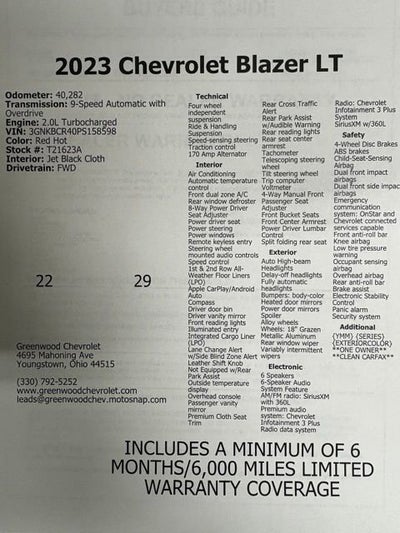 2023 Chevrolet Blazer LT
Odometer: 40,282
Transmission: 9-Speed Automatic with
Overdrive
Engine: 2.0L Turbocharged
VIN: 3GNKBCR40PS158598
Color: Red Hot
Stock #: T21623A
Interior: Jet Black Cloth
Drivetrain: FWD
22 29
Greenwood Chevrolet
4695 Mahoning Ave
Youngstown, Ohio 44515
(330) 792-5252
www.greenwoodchevrolet.com
leads@greenwoodchev.motosnap.com
Technical
Four wheel
independent
suspension
Ride & Handling
Suspension
Speed-sensing steering
Traction control
170 Amp Alternator
Interior
Air Conditioning
Automatic temperature
control
Front dual zone A/C
Rear window defroster
8-Way Power Driver
Seat Adjuster
Power driver seat
Power steering
Power windows
Remote keyless entry
Steering wheel
mounted audio controls
Speed control
1st & 2nd Row All-
Weather Floor Liners
(LPO)
Apple CarPlay/Android
Auto
Compass
Driver door bin
Driver vanity mirror
Front reading lights
Illuminated entry
Integrated Cargo Liner
(LPO)
Lane Change Alert
w/Side Blind Zone Alert
Leather Shift Knob
Not Equipped w/Rear
Park Assist
Outside temperature
display
Overhead console
Passenger vanity
mirror
Premium Cloth Seat
Trim
Rear Cross Traffic
Alert
Rear Park Assist
w/Audible Warning
Rear reading lights
Rear seat center
armrest
Tachometer
Telescoping steering
wheel
Tilt steering wheel
Trip computer
Voltmeter
4-Way Manual Front
Passenger Seat
Adjuster
Front Bucket Seats
Front Center Armrest
Power Driver Lumbar
Control
Split folding rear seat
Exterior
Auto High-beam
Headlights
Delay-off headlights
Fully automatic
headlights
Bumpers: body-color
Heated door mirrors
Power door mirrors
Spoiler
Alloy wheels
Wheels: 18" Grazen
Metallic Aluminum
Rear window wiper
Variably intermittent
wipers
Electronic
6 Speakers
6-Speaker Audio
System Feature
AM/FM radio: SiriusXM
with 360L
Premium audio
system: Chevrolet
Infotainment 3 Plus
Radio data system
Radio: Chevrolet
Infotainment 3 Plus
System
SiriusXM w/360L
Safety
4-Wheel Disc Brakes
ABS brakes
Child-Seat-Sensing
Airbag
Dual front impact
airbags
Dual front side impact
airbags
Emergency
communication
system: OnStar and
Chevrolet connected
services capable
Front anti-roll bar
Knee airbag
Low tire pressure
warning
Occupant sensing
airbag
Overhead airbag
Rear anti-roll bar
Brake assist
Electronic Stability
Control
Panic alarm
Security system
Additional
{YMM} {SERIES}
{EXTERIORCOLOR}
**ONE OWNER**
**CLEAN CARFAX**
INCLUDES A MINIMUM OF 6
MONTHS/6,000 MILES LIMITED
WARRANTY COVERAGE